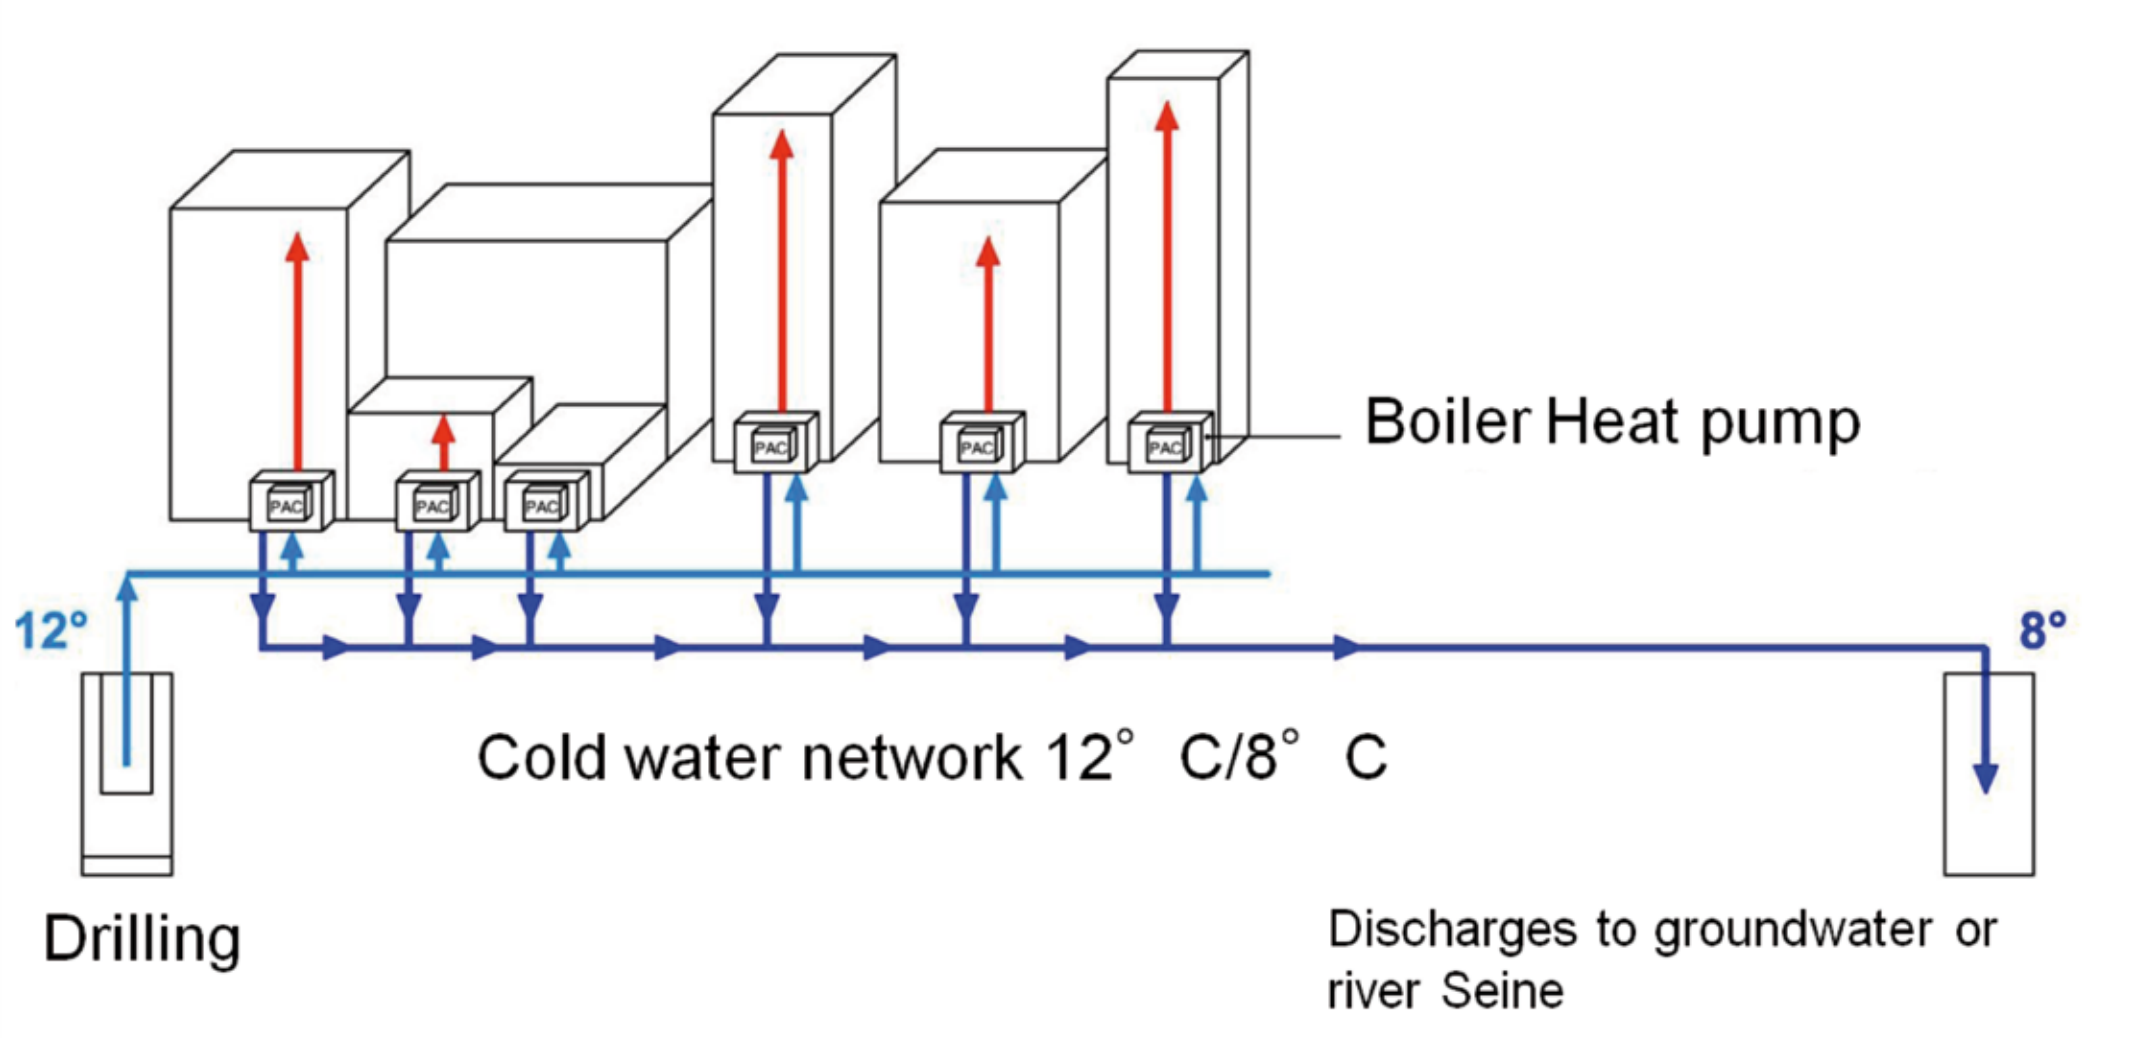 PAC
PAC
PAC
Boiler Heat pump
PAC
PAC
PAC
12°
8°
Cold water network 12° C/8° C
Drilling
Discharges to groundwater or
river Seine